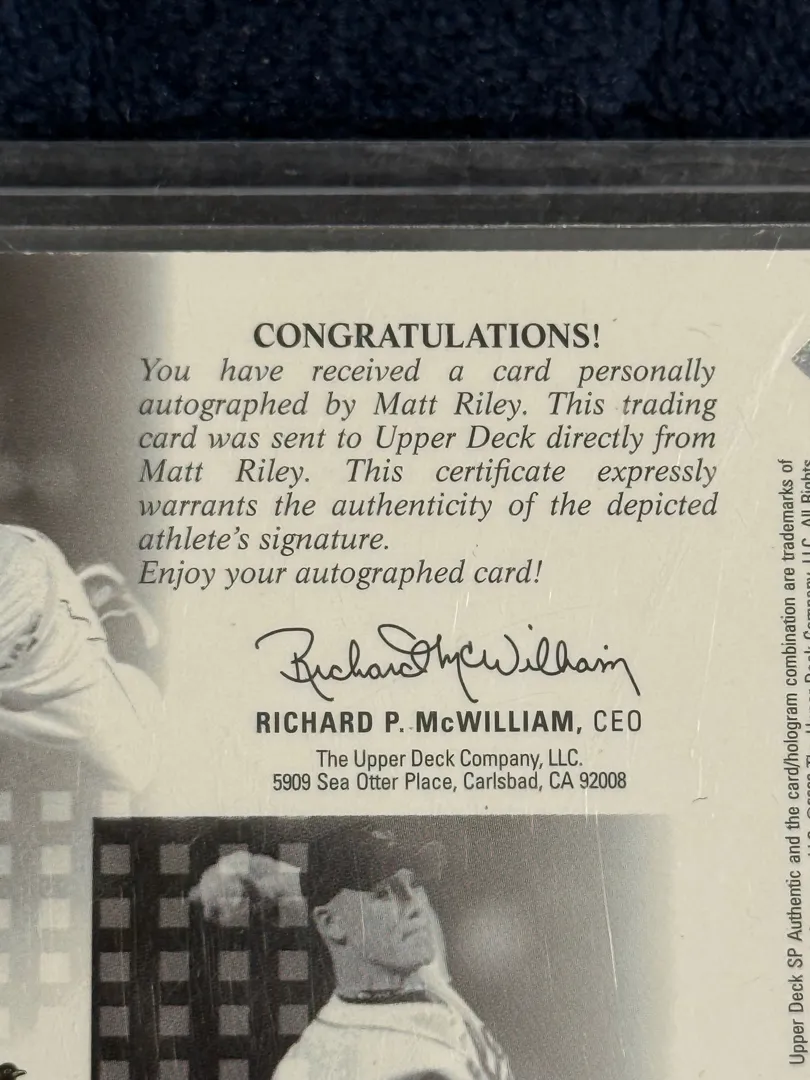 CONGRATULATIONS!
You have received a card personally
autographed by Matt Riley. This trading
card was sent to Upper Deck directly from
Matt Riley. This certificate expressly
warrants the authenticity of the depicted
athlete's signature.
Enjoy your autographed card!
Richard McWilliam
RICHARD P. McWILLIAM, CEO
The Upper Deck Company, LLC.
5909 Sea Otter Place, Carlsbad, CA 92008
Upper Deck SP Authentic and the card/hologram combination are trademarks of